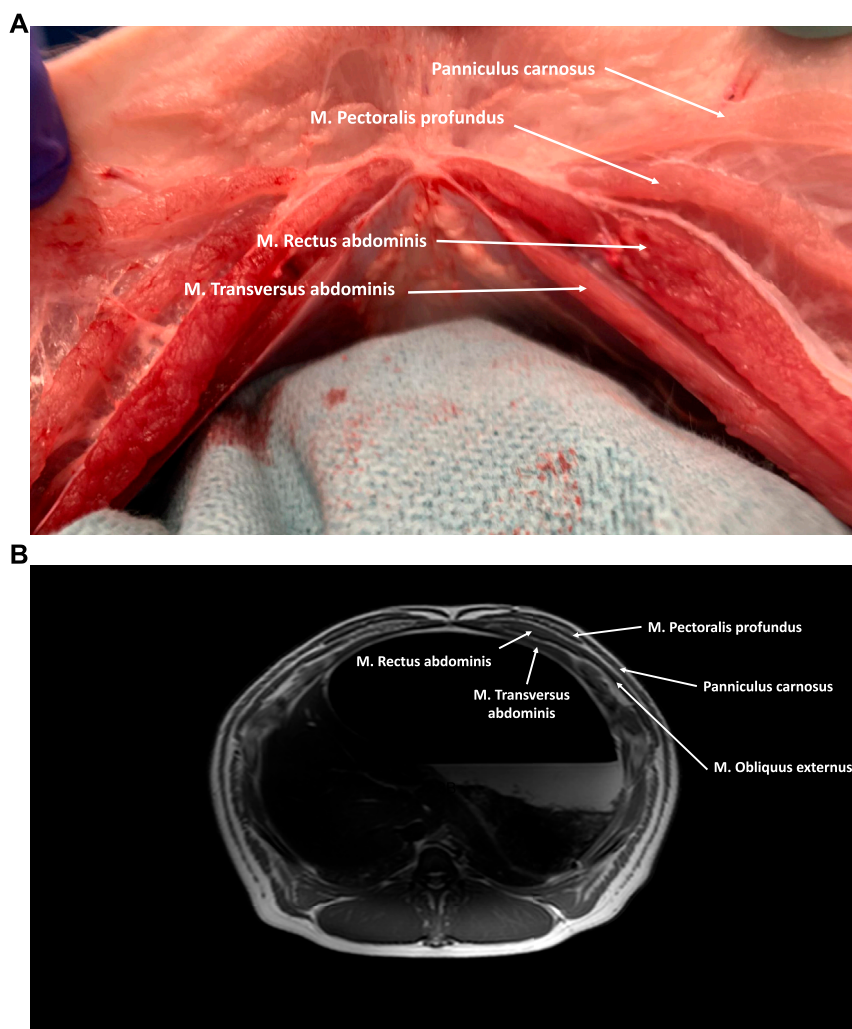 A
Panniculus carnosus
M. Pectoralis profundus
M. Rectus abdominis
M. Transversus abdominis
B
M. Pectoralis profundus
M. Rectus abdominis
Panniculus carnosus
M. Transversus
abdominis
M. Obliquus externus